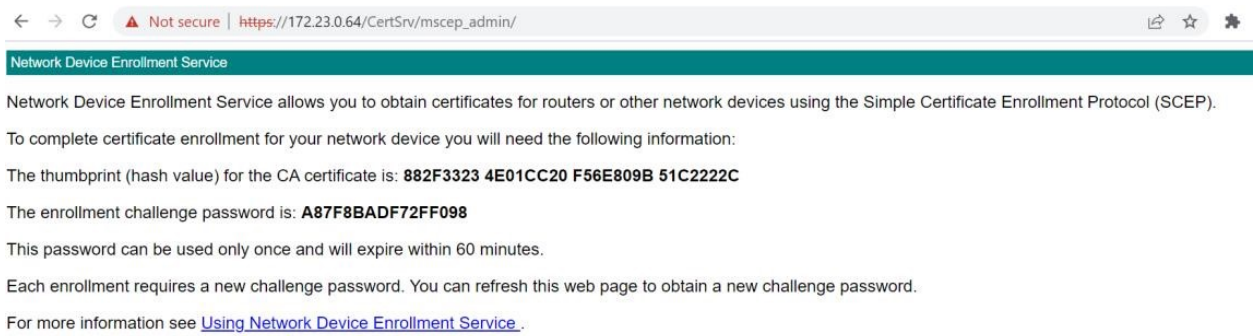 Not secure | https://172.23.0.64/CertSrv/mscep_admin/
Network Device Enrollment Service
Network Device Enrollment Service allows you to obtain certificates for routers or other network devices using the Simple Certificate Enrollment Protocol (SCEP).
To complete certificate enrollment for your network device you will need the following information:
The thumbprint (hash value) for the CA certificate is: 882F3323 4E01CC20 F56E809B 51C2222C
The enrollment challenge password is: A87F8BADF72FF098
This password can be used only once and will expire within 60 minutes.
Each enrollment requires a new challenge password. You can refresh this web page to obtain a new challenge password.
For more information see Using Network Device Enrollment Service .